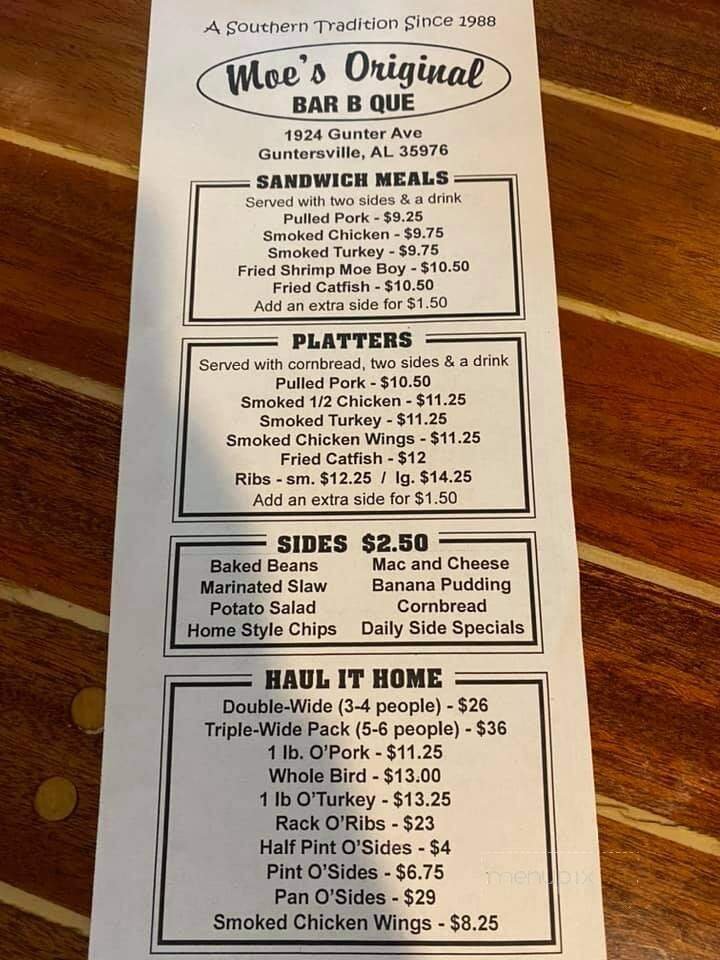 A Southern Tradition Since 1988
Moe's Original
BAR B QUE
1924 Gunter Ave
Guntersville, AL 35976
SANDWICH MEALS
Served with two sides & a drink
Pulled Pork - $9.25
Smoked Chicken - $9.75
Smoked Turkey - $9.75
Fried Shrimp Moe Boy - $10.50
Fried Catfish - $10.50
Add an extra side for $1.50
PLATTERS
Served with cornbread, two sides & a drink
Pulled Pork - $10.50
Smoked 1/2 Chicken - $11.25
Smoked Turkey - $11.25
Smoked Chicken Wings - $11.25
Fried Catfish - $12
Ribs - sm. $12.25 / lg. $14.25
Add an extra side for $1.50
SIDES $2.50
Baked Beans Mac and Cheese
Marinated Slaw Banana Pudding
Potato Salad Cornbread
Home Style Chips Daily Side Specials
HAUL IT HOME
Double-Wide (3-4 people) - $26
Triple-Wide Pack (5-6 people) - $36
1 lb. O'Pork - $11.25
Whole Bird - $13.00
1 lb O'Turkey - $13.25
Rack O'Ribs - $23
Half Pint O'Sides - $4
Pint O'Sides - $6.75
Pan O'Sides - $29
Smoked Chicken Wings - $8.25
menupix